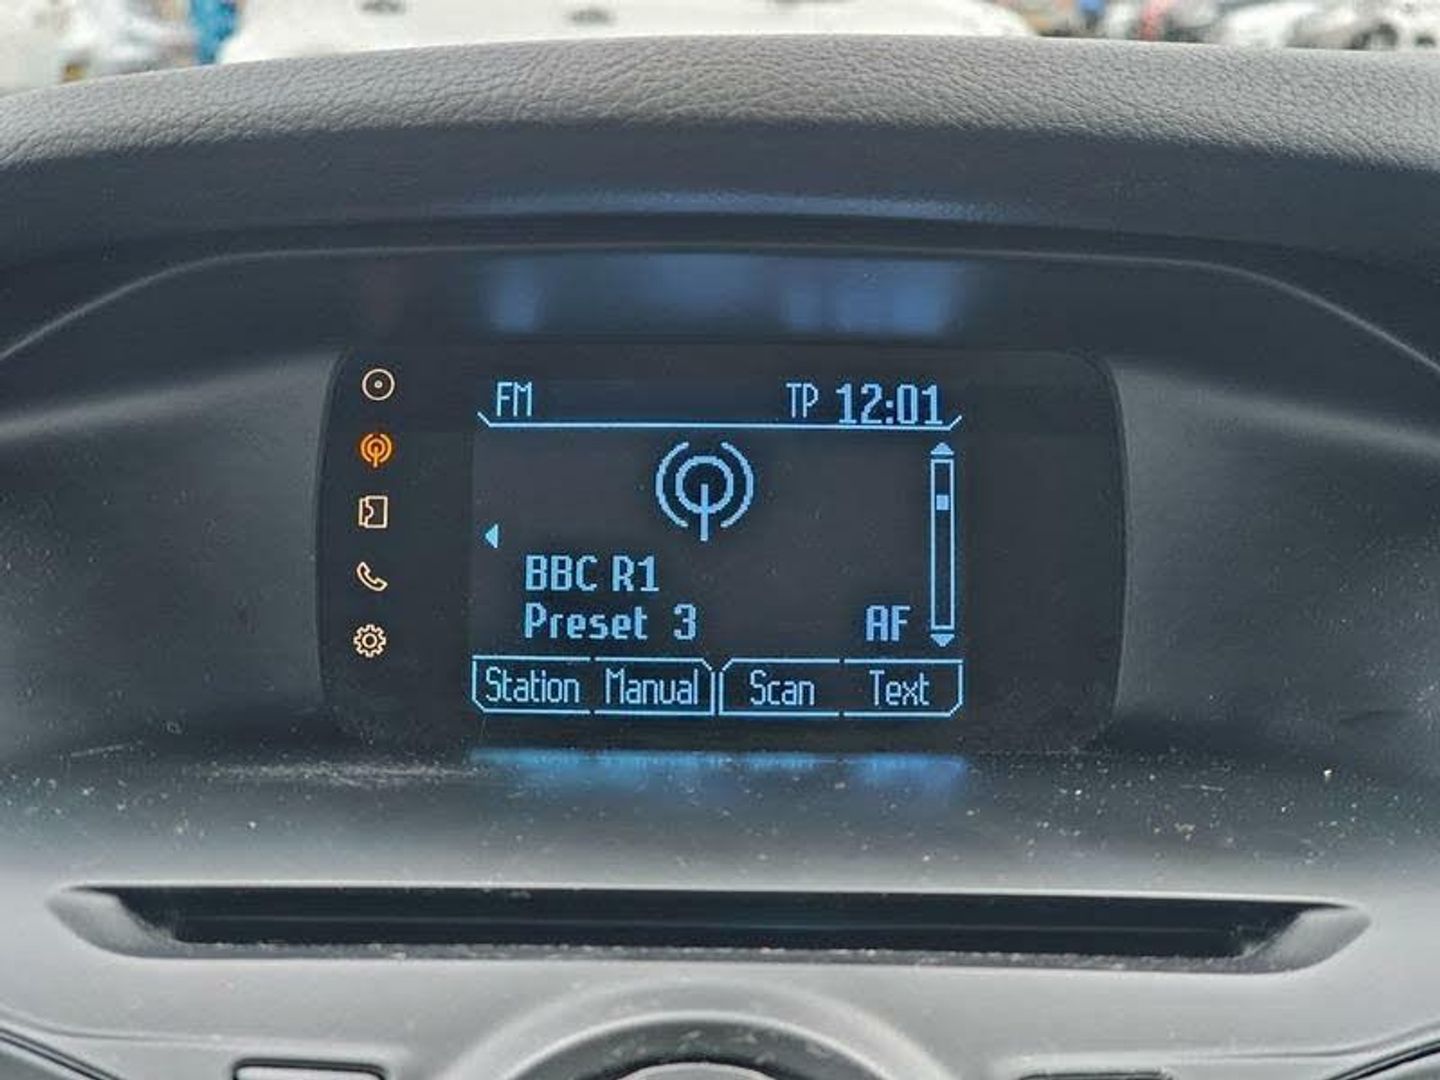 FM TP 12:01
BBC R1
Preset 3 AF
Station Manual Scan Text